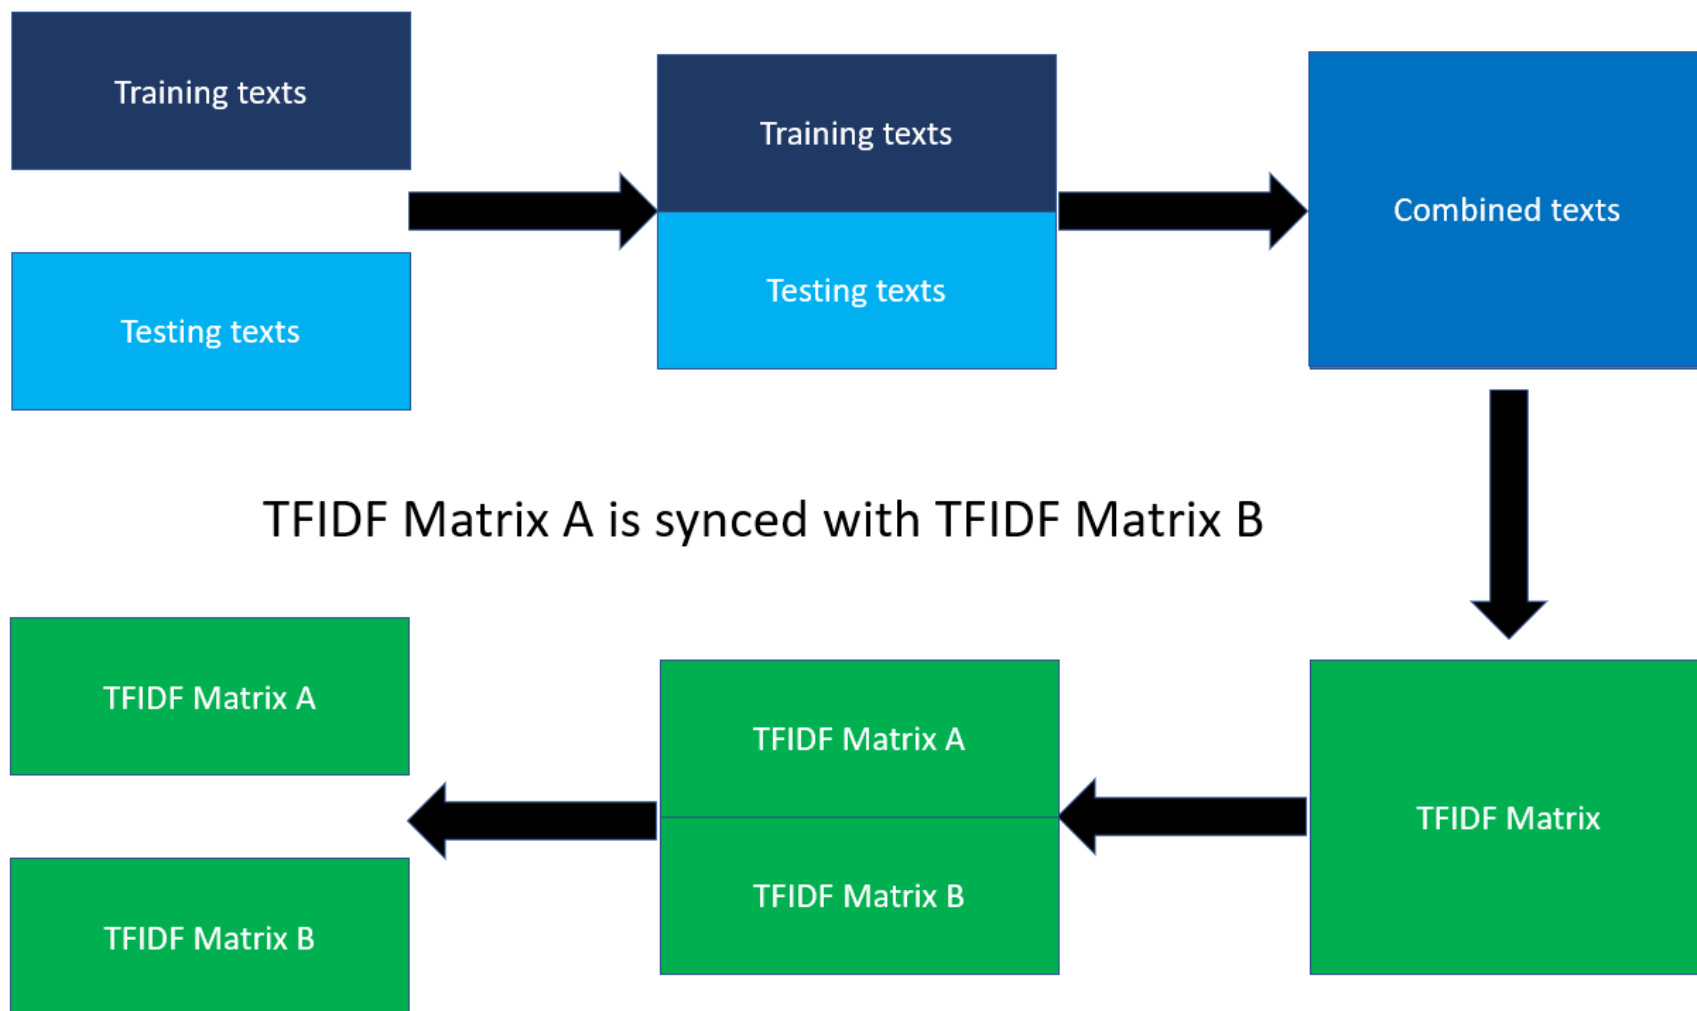 Training texts
Testing texts
Training texts
Testing texts
Combined texts
TFIDF Matrix A is synced with TFIDF Matrix B
TFIDF Matrix A
TFIDF Matrix B
TFIDF Matrix A
TFIDF Matrix B
TFIDF Matrix